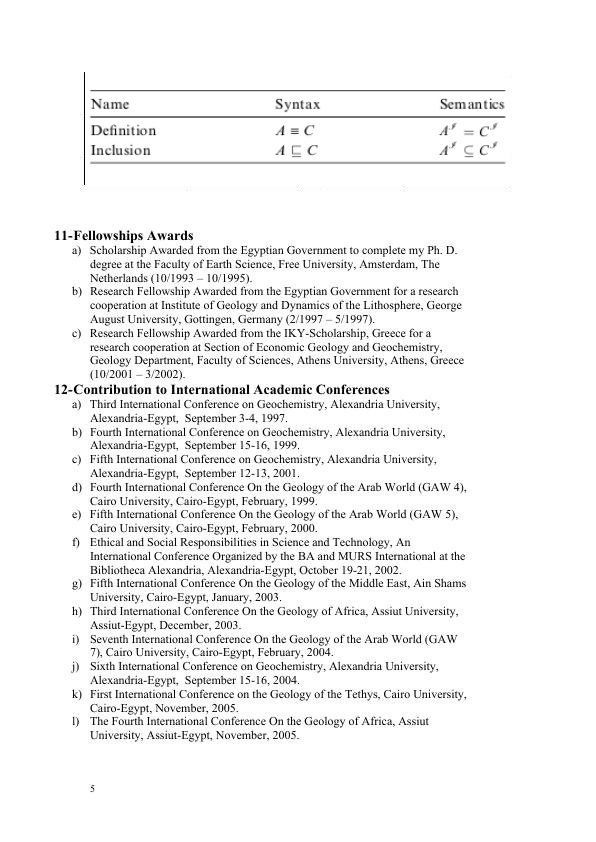 Name Syntax Semantics
Definition A ≡ C A^ℐ = C^ℐ
Inclusion A ⊑ C A^ℐ ⊆ C^ℐ
11-Fellowships Awards
a) Scholarship Awarded from the Egyptian Government to complete my Ph. D.
degree at the Faculty of Earth Science, Free University, Amsterdam, The
Netherlands (10/1993 – 10/1995).
b) Research Fellowship Awarded from the Egyptian Government for a research
cooperation at Institute of Geology and Dynamics of the Lithosphere, George
August University, Gottingen, Germany (2/1997 – 5/1997).
c) Research Fellowship Awarded from the IKY-Scholarship, Greece for a
research cooperation at Section of Economic Geology and Geochemistry,
Geology Department, Faculty of Sciences, Athens University, Athens, Greece
(10/2001 – 3/2002).
12-Contribution to International Academic Conferences
a) Third International Conference on Geochemistry, Alexandria University,
Alexandria-Egypt, September 3-4, 1997.
b) Fourth International Conference on Geochemistry, Alexandria University,
Alexandria-Egypt, September 15-16, 1999.
c) Fifth International Conference on Geochemistry, Alexandria University,
Alexandria-Egypt, September 12-13, 2001.
d) Fourth International Conference On the Geology of the Arab World (GAW 4),
Cairo University, Cairo-Egypt, February, 1999.
e) Fifth International Conference On the Geology of the Arab World (GAW 5),
Cairo University, Cairo-Egypt, February, 2000.
f) Ethical and Social Responsibilities in Science and Technology, An
International Conference Organized by the BA and MURS International at the
Bibliotheca Alexandria, Alexandria-Egypt, October 19-21, 2002.
g) Fifth International Conference On the Geology of the Middle East, Ain Shams
University, Cairo-Egypt, January, 2003.
h) Third International Conference On the Geology of Africa, Assiut University,
Assiut-Egypt, December, 2003.
i) Seventh International Conference On the Geology of the Arab World (GAW
7), Cairo University, Cairo-Egypt, February, 2004.
j) Sixth International Conference on Geochemistry, Alexandria University,
Alexandria-Egypt, September 15-16, 2004.
k) First International Conference on the Geology of the Tethys, Cairo University,
Cairo-Egypt, November, 2005.
l) The Fourth International Conference On the Geology of Africa, Assiut
University, Assiut-Egypt, November, 2005.
5